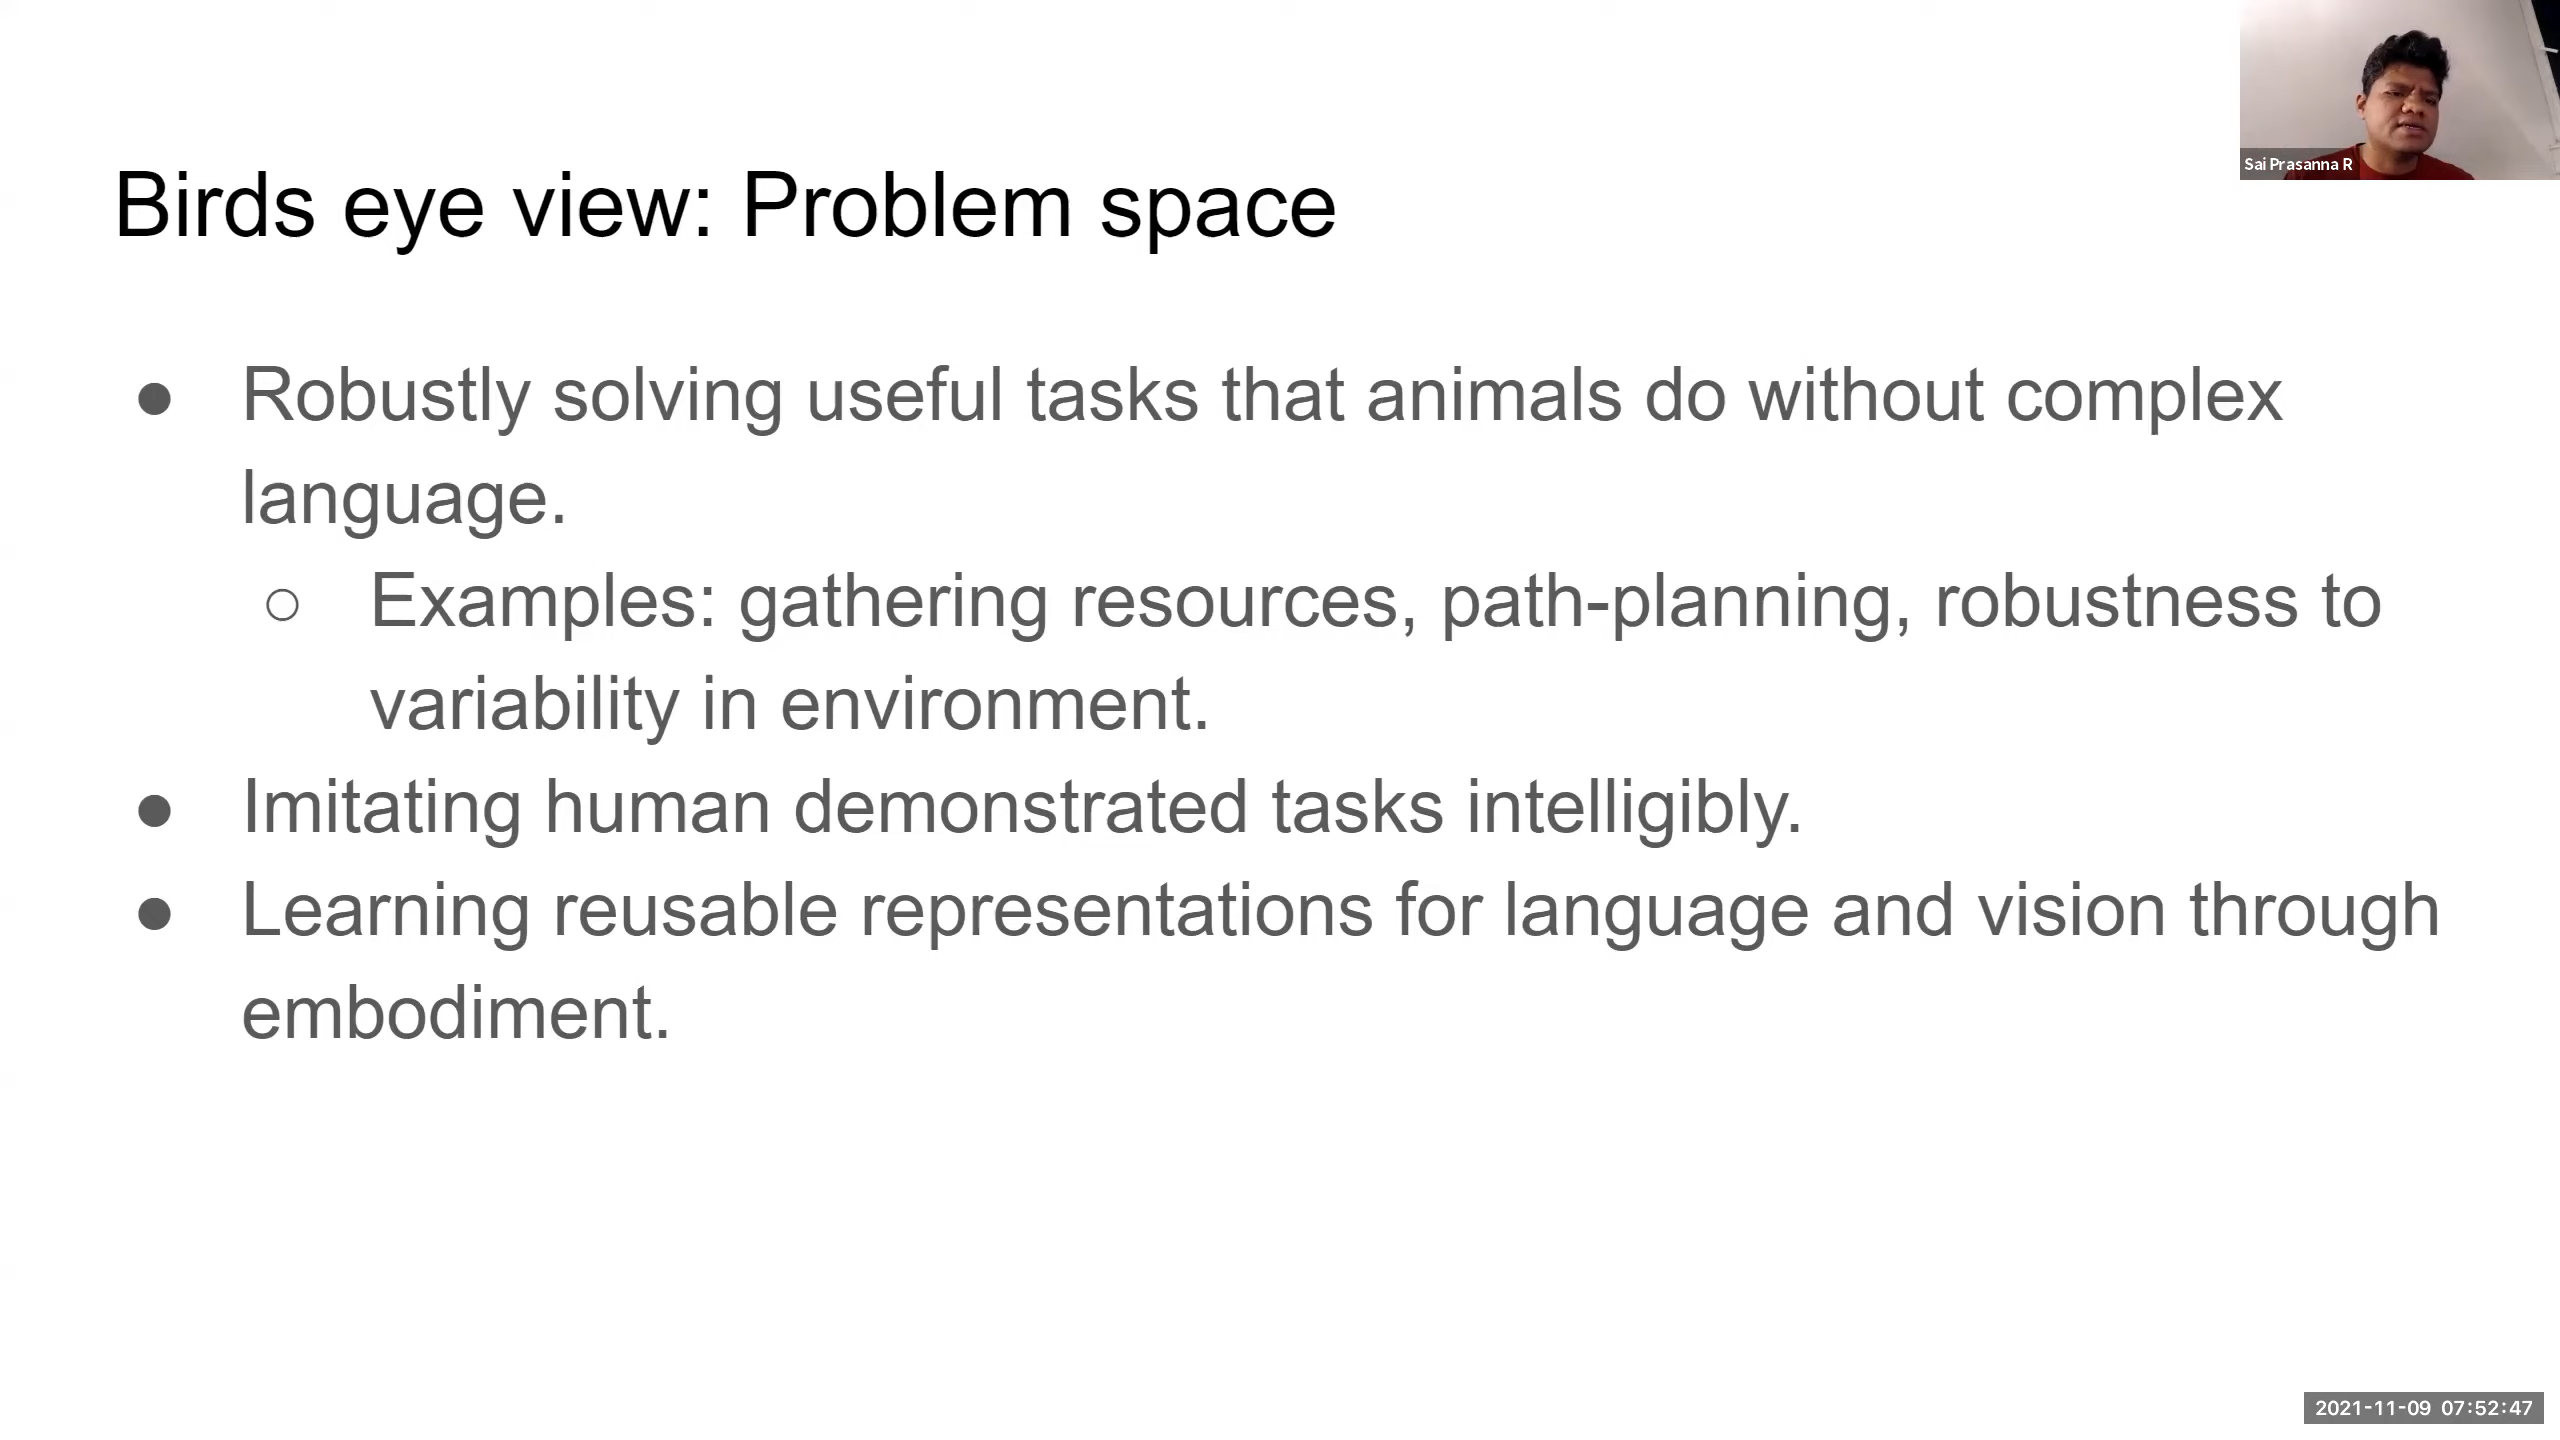 Sai Prasanna R
Birds eye view: Problem space
● Robustly solving useful tasks that animals do without complex
language.
○ Examples: gathering resources, path-planning, robustness to
variability in environment.
● Imitating human demonstrated tasks intelligibly.
● Learning reusable representations for language and vision through
embodiment.
2021-11-09 07:52:47